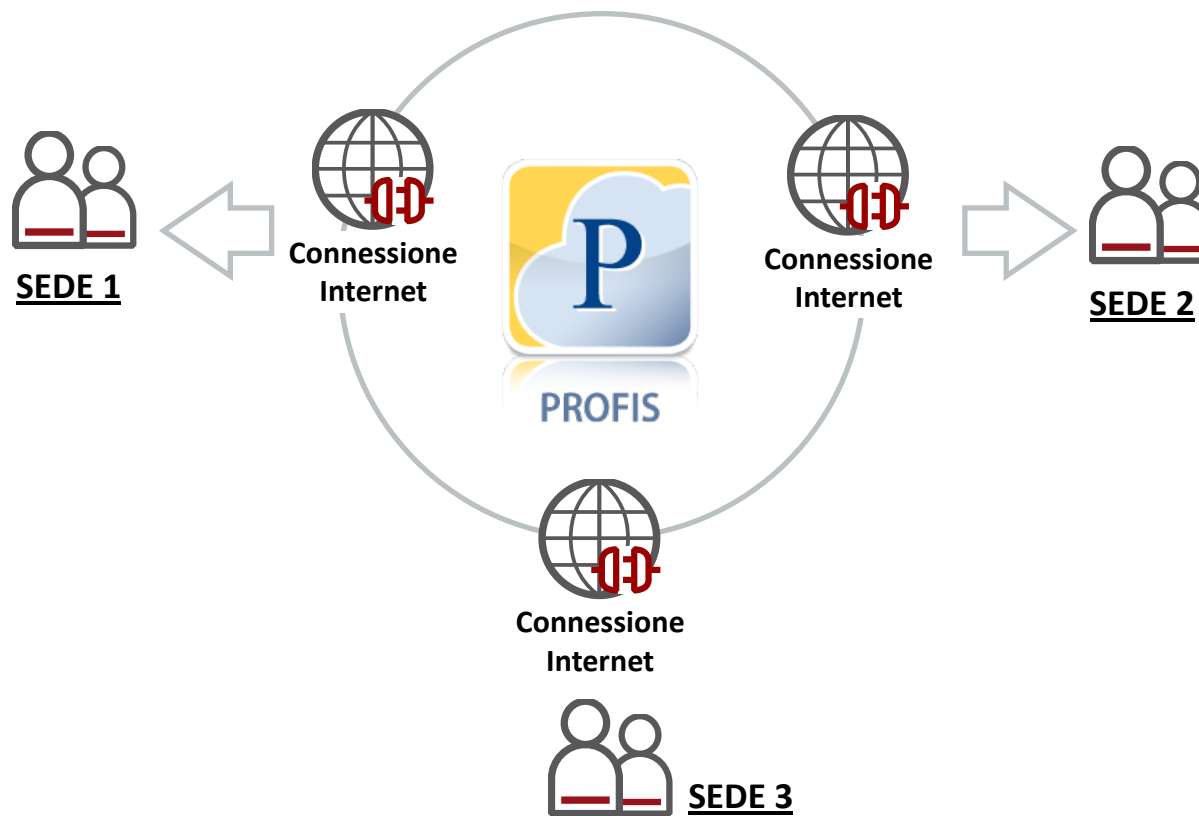 Connessione
Internet
SEDE 1
P
Connessione
Internet
SEDE 2
PROFIS
Connessione
Internet
SEDE 3